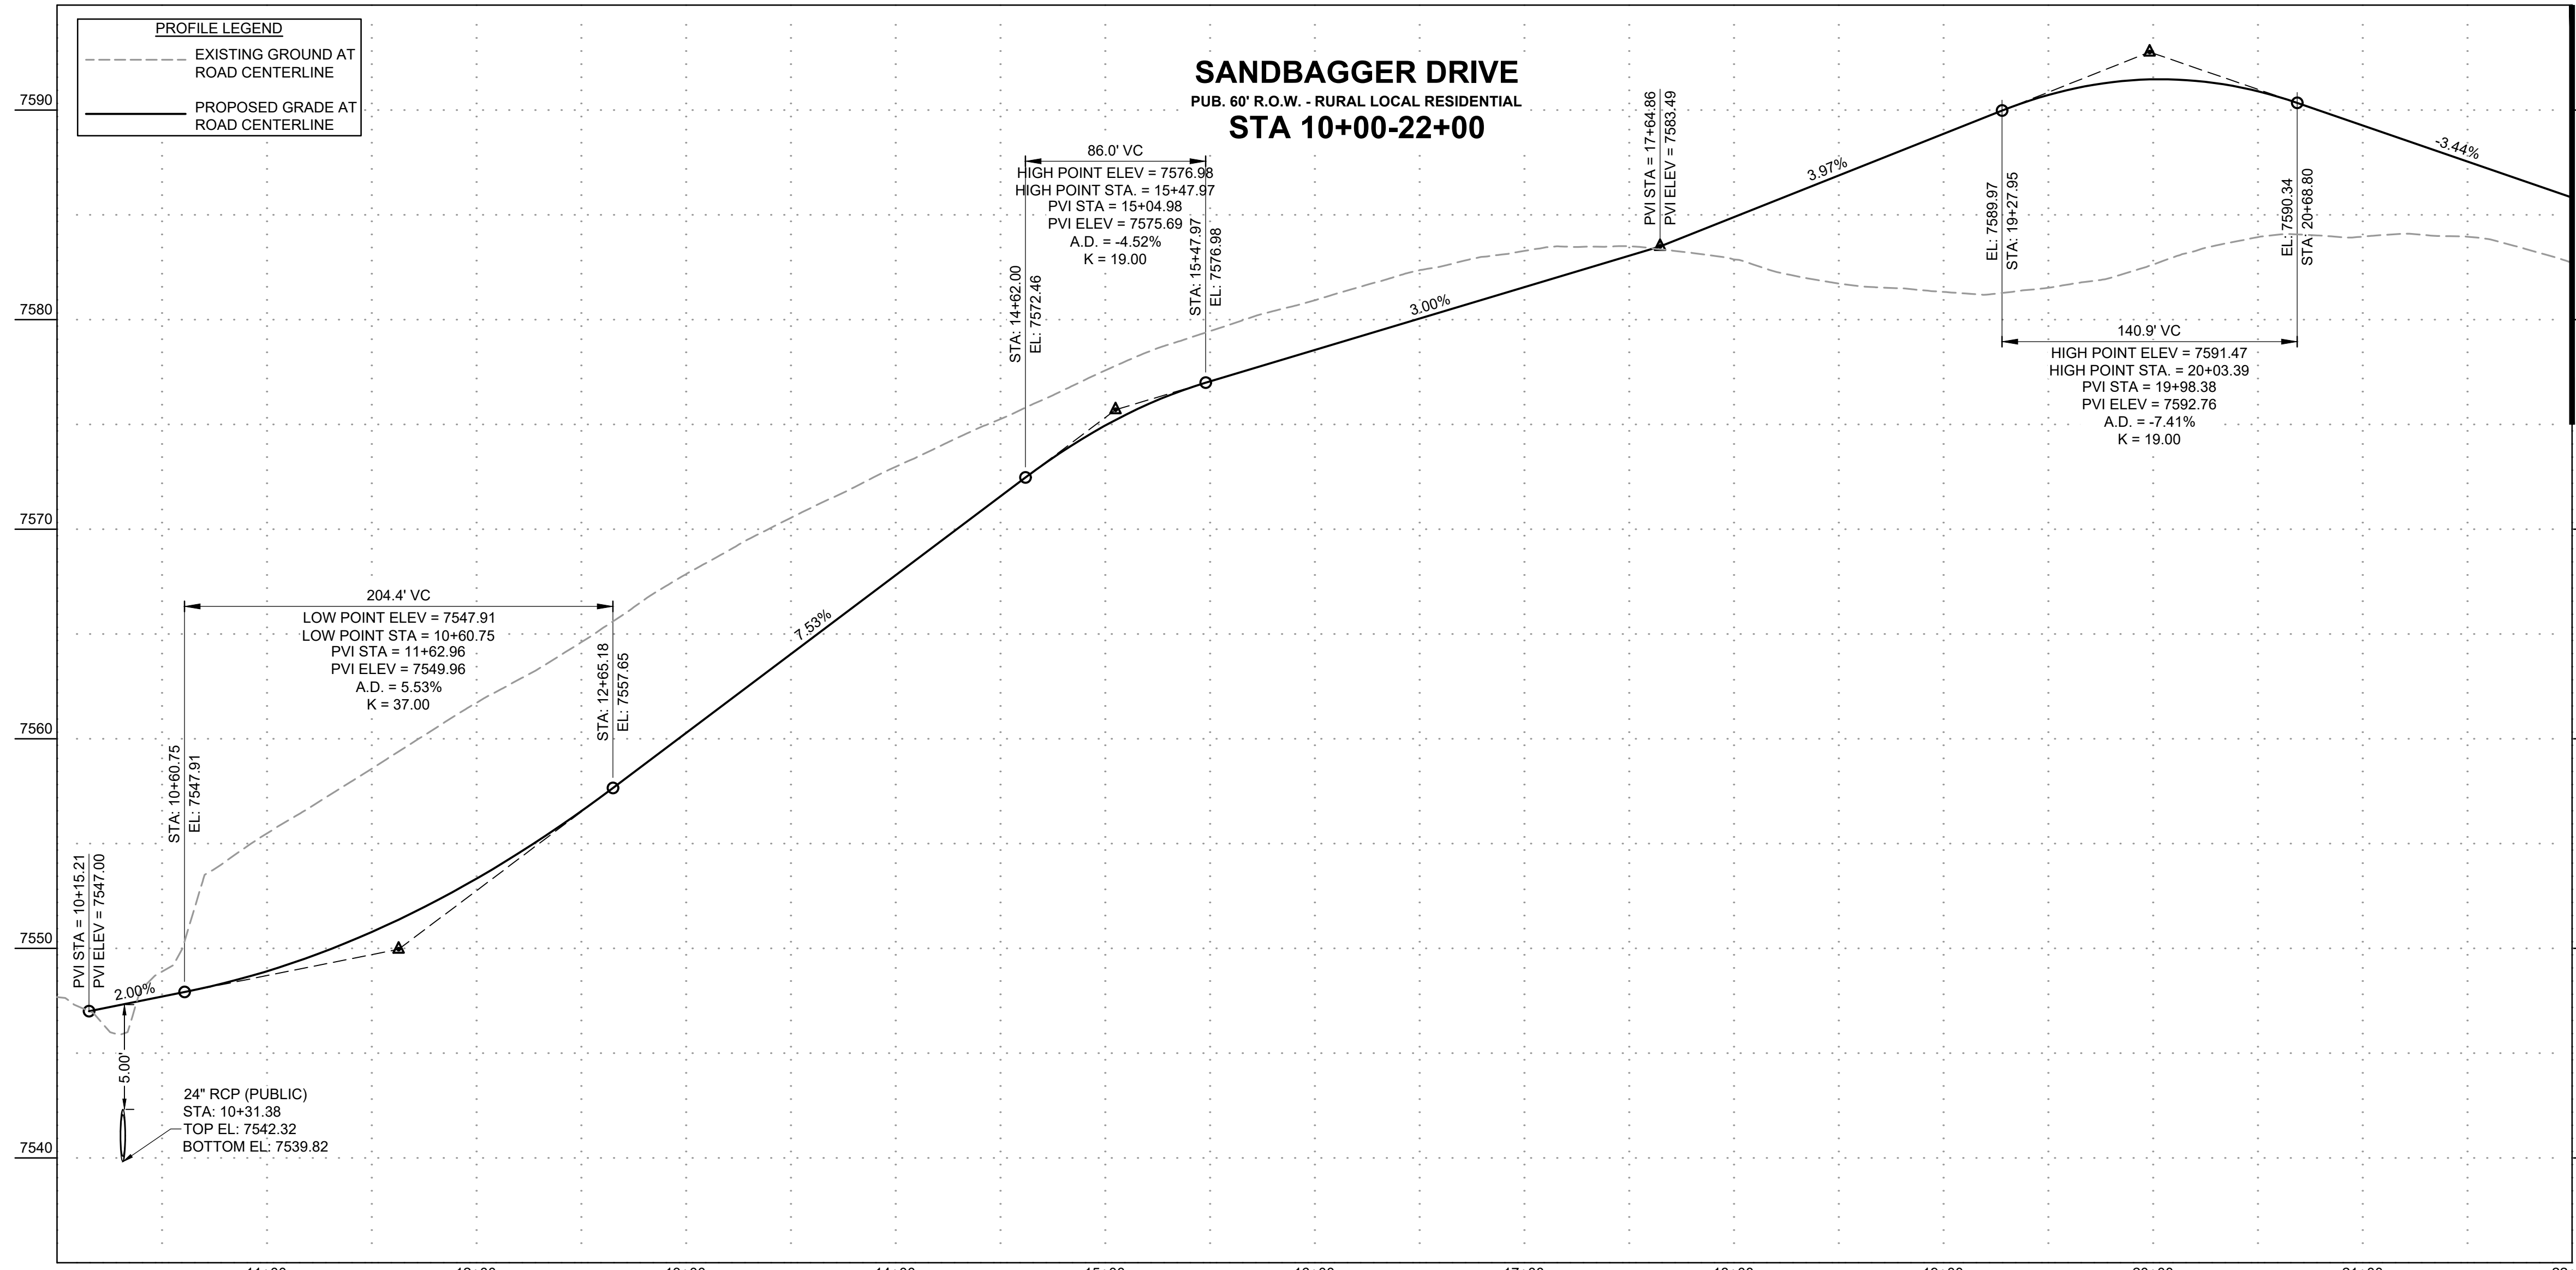 PROFILE LEGEND
EXISTING GROUND AT
ROAD CENTERLINE
PROPOSED GRADE AT
ROAD CENTERLINE
SANDBAGGER DRIVE
PUB. 60' R.O.W. - RURAL LOCAL RESIDENTIAL
STA 10+00-22+00
7590
7580
7570
7560
7550
7540
PVI STA = 10+15.21
PVI ELEV = 7547.00
2.00%
STA: 10+60.75
EL: 7547.91
204.4' VC
LOW POINT ELEV = 7547.91
LOW POINT STA = 10+60.75
PVI STA = 11+62.96
PVI ELEV = 7549.96
A.D. = 5.53%
K = 37.00
STA: 12+65.18
EL: 7557.65
5.00'
24" RCP (PUBLIC)
STA: 10+31.38
TOP EL: 7542.32
BOTTOM EL: 7539.82
7.53%
STA: 14+62.00
EL: 7572.46
86.0' VC
HIGH POINT ELEV = 7576.98
HIGH POINT STA. = 15+47.97
PVI STA = 15+04.98
PVI ELEV = 7575.69
A.D. = -4.52%
K = 19.00
STA: 15+47.97
EL: 7576.98
3.00%
PVI STA = 17+64.86
PVI ELEV = 7583.49
3.97%
EL: 7589.97
STA: 19+27.95
140.9' VC
HIGH POINT ELEV = 7591.47
HIGH POINT STA. = 20+03.39
PVI STA = 19+98.38
PVI ELEV = 7592.76
A.D. = -7.41%
K = 19.00
EL: 7590.34
STA: 20+68.80
-3.44%